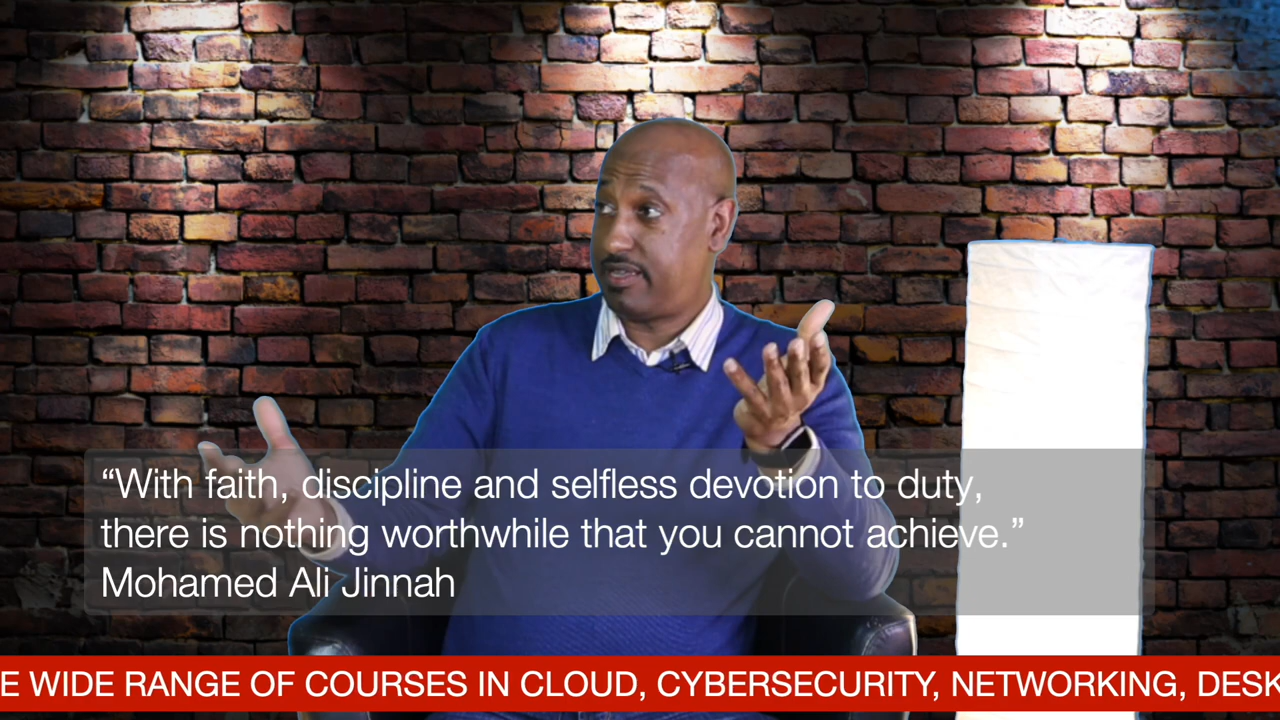 “With faith, discipline and selfless devotion to duty,
there is nothing worthwhile that you cannot achieve.”
Mohamed Ali Jinnah
E WIDE RANGE OF COURSES IN CLOUD, CYBERSECURITY, NETWORKING, DESK